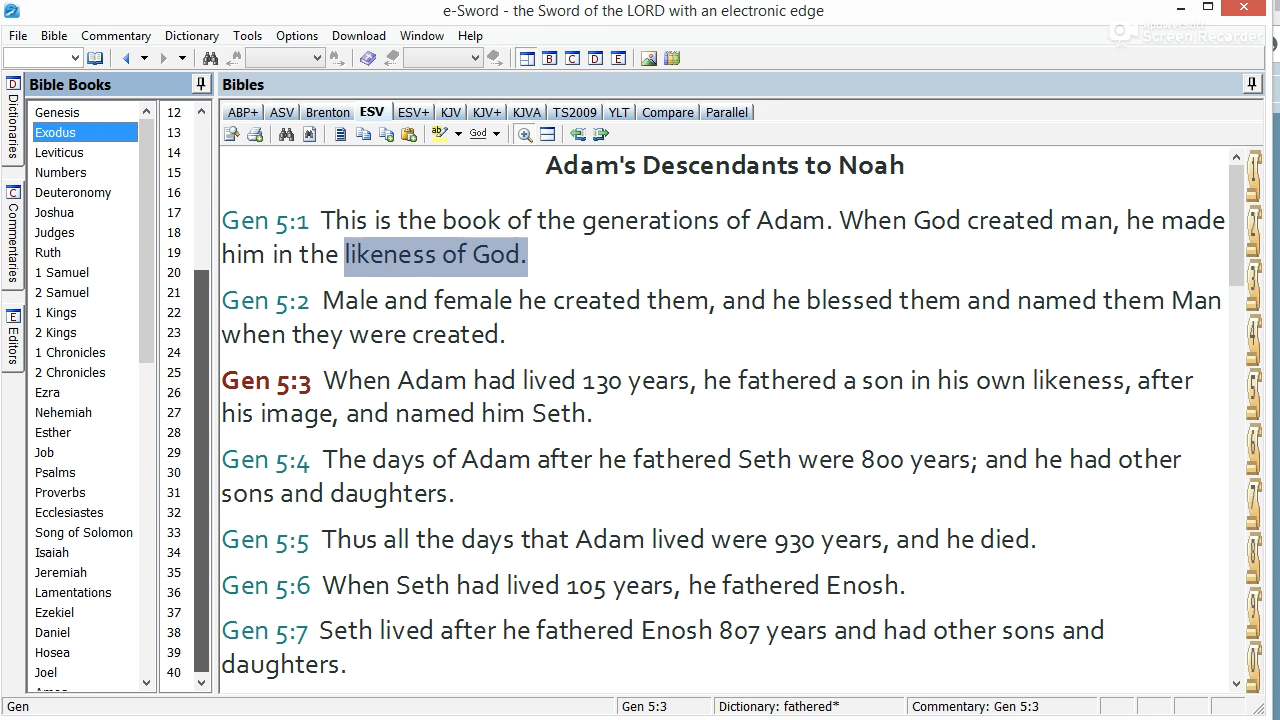 e-Sword - the Sword of the LORD with an electronic edge
File Bible Commentary Dictionary Tools Options Download Window Help
Screen Recorder
B C D E
D Dictionaries
C Commentaries
E Editors
Bible Books
Genesis
Exodus
Leviticus
Numbers
Deuteronomy
Joshua
Judges
Ruth
1 Samuel
2 Samuel
1 Kings
2 Kings
1 Chronicles
2 Chronicles
Ezra
Nehemiah
Esther
Job
Psalms
Proverbs
Ecclesiastes
Song of Solomon
Isaiah
Jeremiah
Lamentations
Ezekiel
Daniel
Hosea
Joel
12
13
14
15
16
17
18
19
20
21
22
23
24
25
26
27
28
29
30
31
32
33
34
35
36
37
38
39
40
Bibles
ABP+ ASV Brenton ESV ESV+ KJV KJV+ KJVA TS2009 YLT Compare Parallel
ab God
Adam's Descendants to Noah
Gen 5:1 This is the book of the generations of Adam. When God created man, he made
him in the likeness of God.
Gen 5:2 Male and female he created them, and he blessed them and named them Man
when they were created.
Gen 5:3 When Adam had lived 130 years, he fathered a son in his own likeness, after
his image, and named him Seth.
Gen 5:4 The days of Adam after he fathered Seth were 800 years; and he had other
sons and daughters.
Gen 5:5 Thus all the days that Adam lived were 930 years, and he died.
Gen 5:6 When Seth had lived 105 years, he fathered Enosh.
Gen 5:7 Seth lived after he fathered Enosh 807 years and had other sons and
daughters.
1
2
3
4
5
6
7
8
9
0
Gen
Gen 5:3
Dictionary: fathered*
Commentary: Gen 5:3